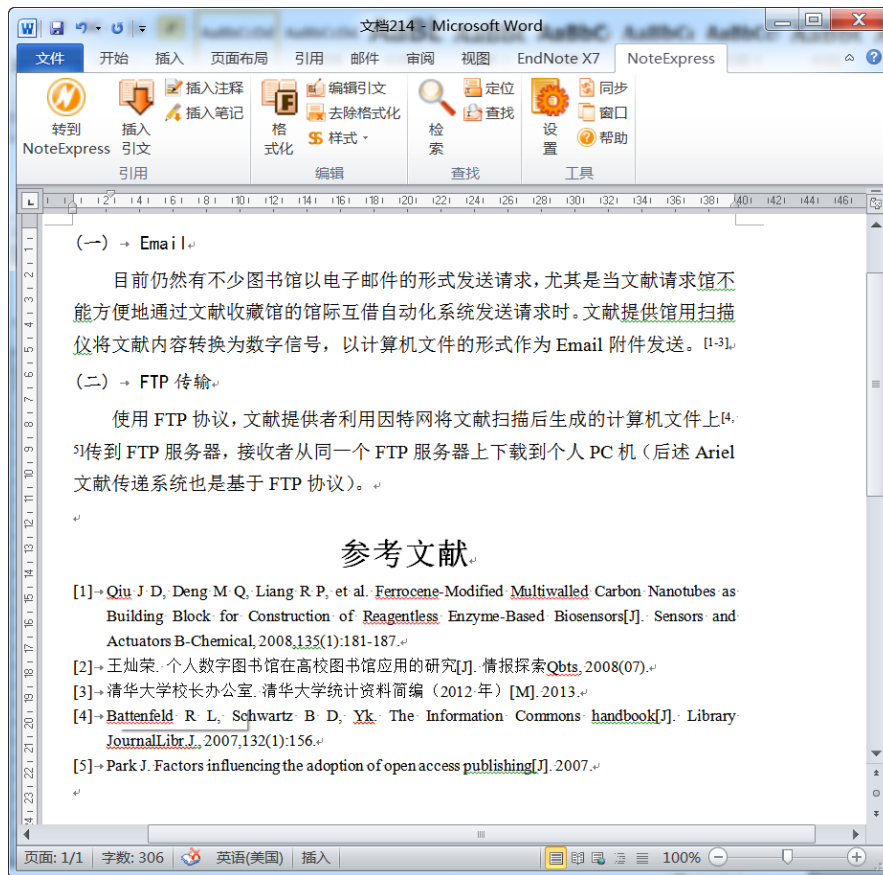 文档214 - Microsoft Word
文件 开始 插入 页面布局 引用 邮件 审阅 视图 EndNote X7 NoteExpress
转到 NoteExpress
插入引文
插入注释
插入笔记
引用
格式化
编辑引文
去除格式化
样式
编辑
检索
定位
查找
查找
设置
同步
窗口
帮助
工具
(一) → Email
目前仍然有不少图书馆以电子邮件的形式发送请求,尤其是当文献请求馆不
能方便地通过文献收藏馆的馆际互借自动化系统发送请求时。文献提供馆用扫描
仪将文献内容转换为数字信号，以计算机文件的形式作为 Email 附件发送。[1-3]
(二) → FTP 传输
使用 FTP 协议,文献提供者利用因特网将文献扫描后生成的计算机文件上[4,
5]传到 FTP 服务器，接收者从同一个 FTP 服务器上下载到个人 PC 机（后述 Ariel
文献传递系统也是基于 FTP 协议）。
参考文献
[1]→Qiu J D, Deng M Q, Liang R P, et al. Ferrocene-Modified Multiwalled Carbon Nanotubes as
Building Block for Construction of Reagentless Enzyme-Based Biosensors[J]. Sensors and
Actuators B-Chemical, 2008,135(1):181-187.
[2]→王灿荣. 个人数字图书馆在高校图书馆应用的研究[J]. 情报探索Qbts, 2008(07).
[3]→清华大学校长办公室. 清华大学统计资料简编（2012 年）[M]. 2013.
[4]→Battenfeld R L, Schwartz B D, Yk. The Information Commons handbook[J]. Library
JournalLibr J., 2007,132(1):156.
[5]→Park J. Factors influencing the adoption of open access publishing[J]. 2007.
页面: 1/1 字数: 306 英语(美国) 插入 100%